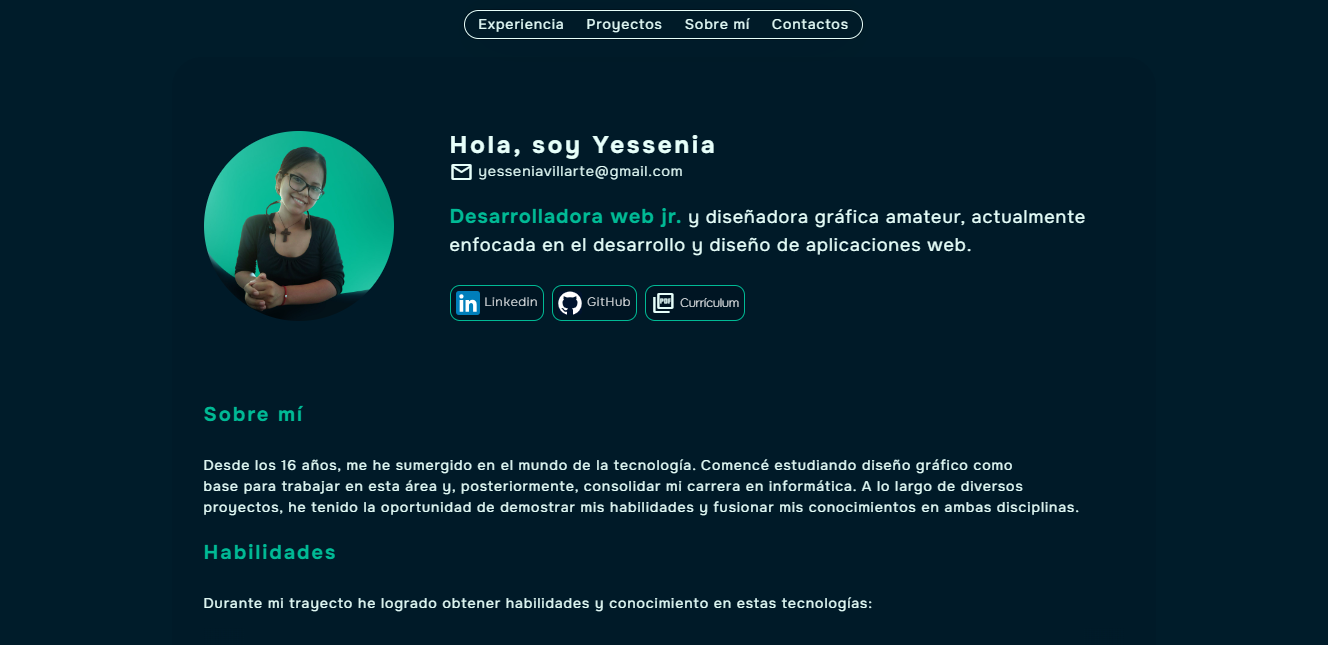 Experiencia Proyectos Sobre mí Contactos
Hola, soy Yessenia
yesseniavillarte@gmail.com
Desarrolladora web jr. y diseñadora gráfica amateur, actualmente
enfocada en el desarrollo y diseño de aplicaciones web.
in Linkedin GitHub PDF Currículum
Sobre mí
Desde los 16 años, me he sumergido en el mundo de la tecnología. Comencé estudiando diseño gráfico como
base para trabajar en esta área y, posteriormente, consolidar mi carrera en informática. A lo largo de diversos
proyectos, he tenido la oportunidad de demostrar mis habilidades y fusionar mis conocimientos en ambas disciplinas.
Habilidades
Durante mi trayecto he logrado obtener habilidades y conocimiento en estas tecnologías: